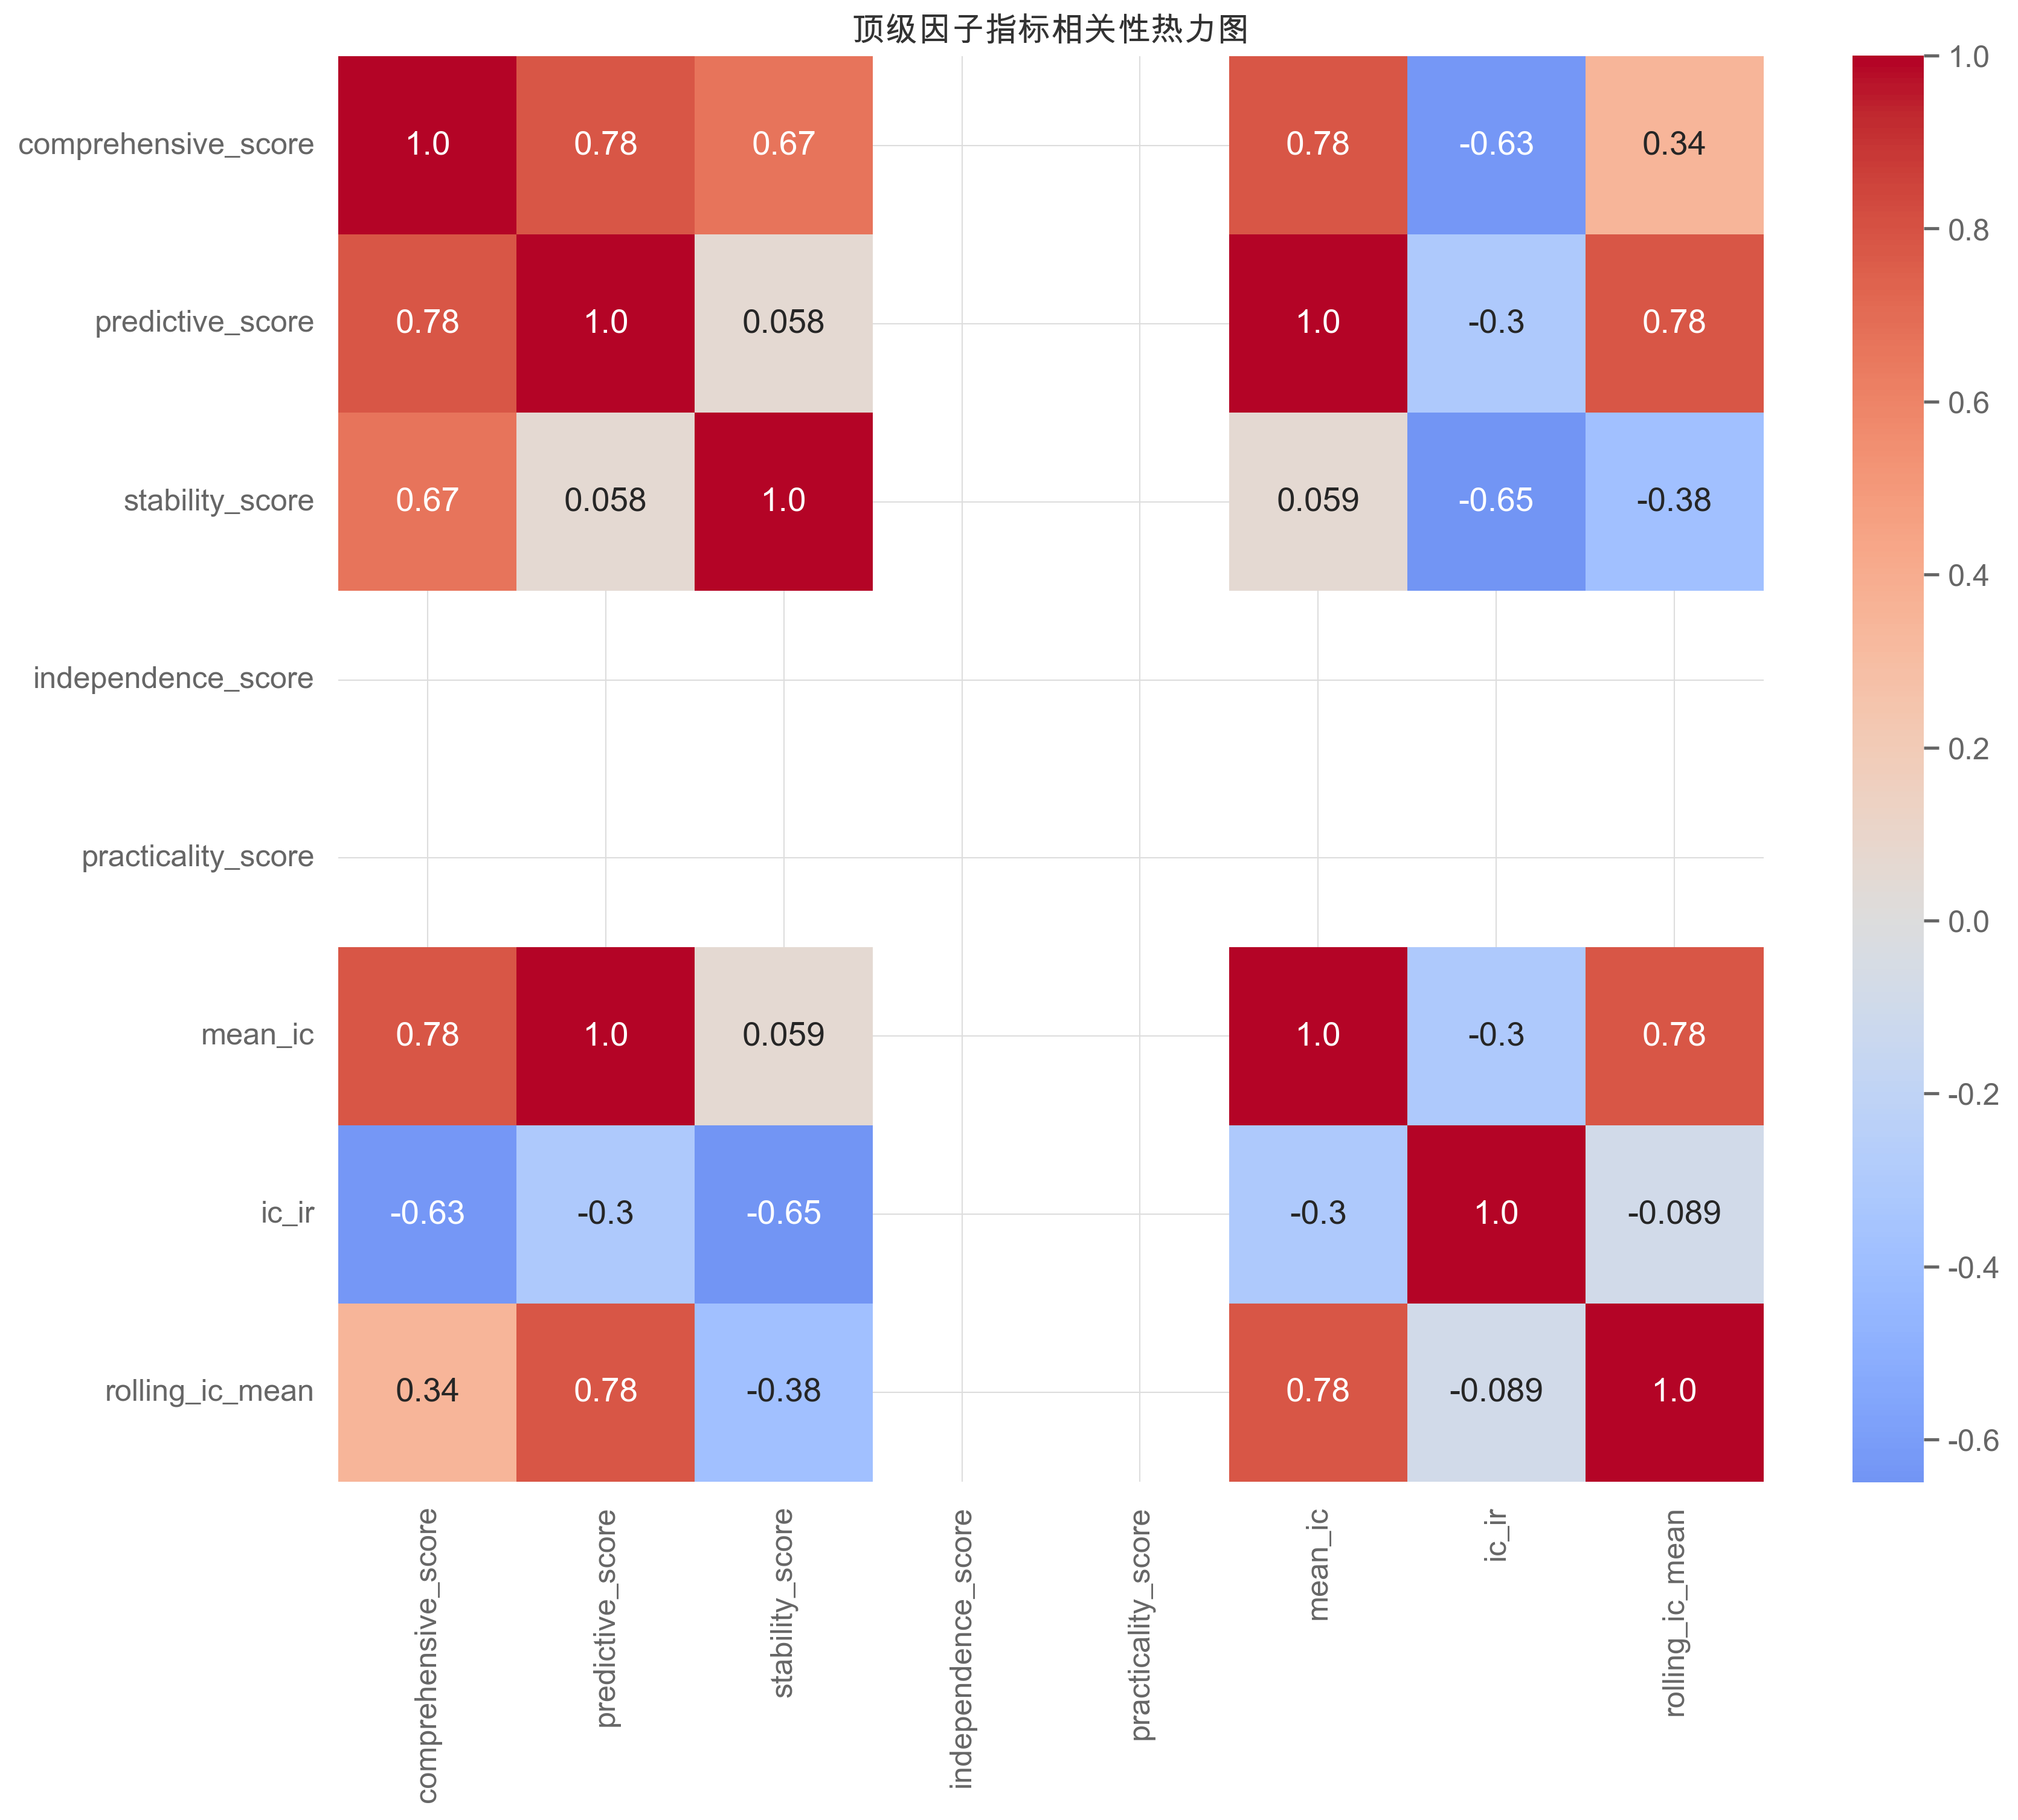 顶级因子指标相关性热力图
comprehensive_score 1.0 0.78 0.67 0.78 -0.63 0.34
predictive_score 0.78 1.0 0.058 1.0 -0.3 0.78
stability_score 0.67 0.058 1.0 0.059 -0.65 -0.38
independence_score
practicality_score
mean_ic 0.78 1.0 0.059 1.0 -0.3 0.78
ic_ir -0.63 -0.3 -0.65 -0.3 1.0 -0.089
rolling_ic_mean 0.34 0.78 -0.38 0.78 -0.089 1.0
comprehensive_score
predictive_score
stability_score
independence_score
practicality_score
mean_ic
ic_ir
rolling_ic_mean
1.0
0.8
0.6
0.4
0.2
0.0
-0.2
-0.4
-0.6